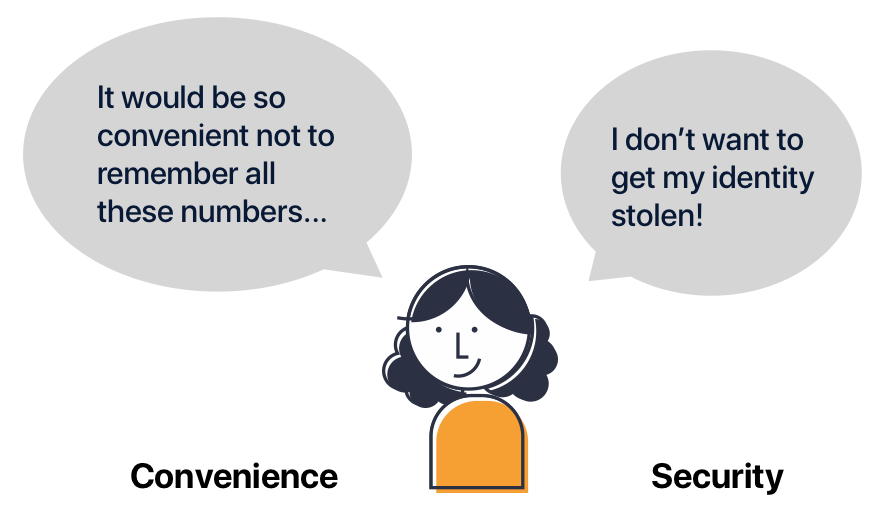 It would be so
convenient not to
remember all
these numbers...
I don’t want to
get my identity
stolen!
Convenience
Security